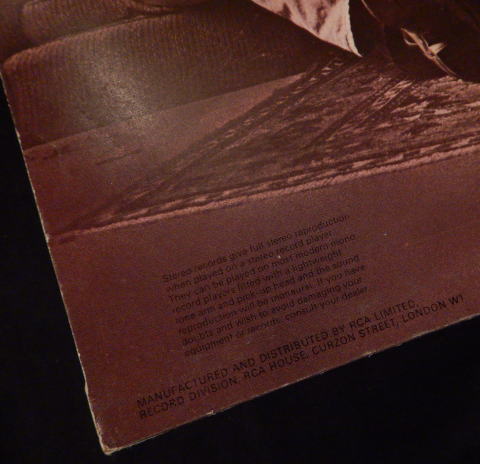 Stereo records give full stereo reproduction
when played on a stereo record player.
They can be played on most modern mono
record players fitted with a lightweight
tone arm and pick-up head and the sound
reproduction will be unusual. If you have
doubts and wish to avoid damaging your
equipment or records, consult your dealer.
MANUFACTURED AND DISTRIBUTED BY RCA LIMITED,
RECORD DIVISION, RCA HOUSE, CURZON STREET, LONDON W1.